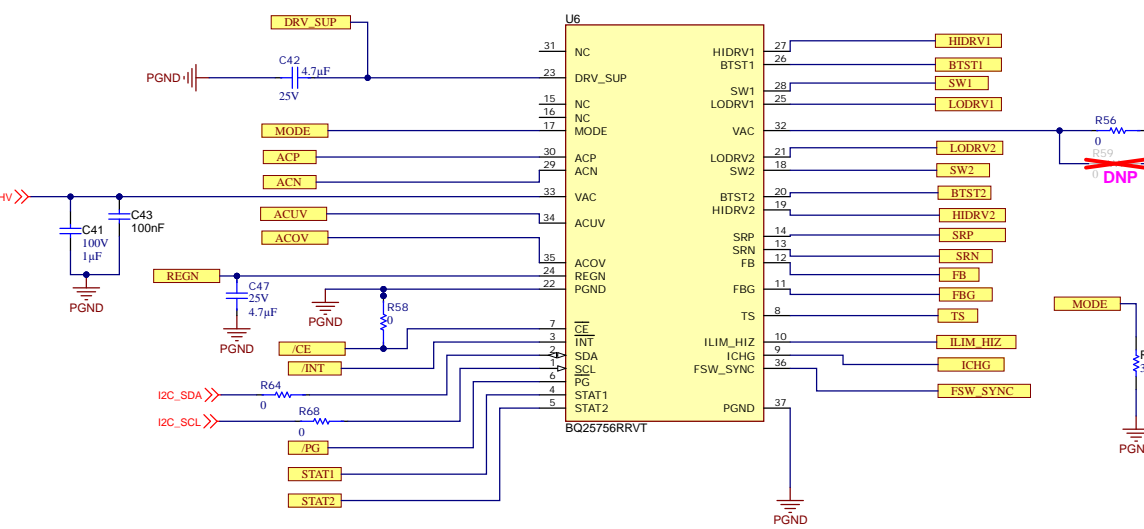 U6
DRV_SUP
C42
4.7µF
25V
PGND
31 NC
23 DRV_SUP
15 NC
16 NC
17 MODE
30 ACP
29 ACN
33 VAC
34 ACUV
35 ACOV
24 REGN
22 PGND
7 CE
3 INT
2 SDA
1 SCL
6 PG
4 STAT1
5 STAT2
HIDRV1 27
BTST1 26
SW1 28
LODRV1 25
VAC 32
LODRV2 21
SW2 18
BTST2 20
HIDRV2 19
SRP 14
SRN 13
FB 12
FBG 11
TS 8
ILIM_HIZ 10
ICHG 9
FSW_SYNC 36
PGND 37
BQ25756RRVT
MODE
ACP
ACN
HV
C41
100V
1µF
C43
100nF
PGND
ACUV
ACOV
REGN
C47
25V
4.7µF
PGND
PGND
R58
0
/CE
/INT
I2C_SDA
R64
0
I2C_SCL
R68
0
/PG
STAT1
STAT2
HIDRV1
BTST1
SW1
LODRV1
R56
0
R59
0
DNP
LODRV2
SW2
BTST2
HIDRV2
SRP
SRN
FB
FBG
TS
ILIM_HIZ
ICHG
FSW_SYNC
PGND
MODE
R
3
PGN